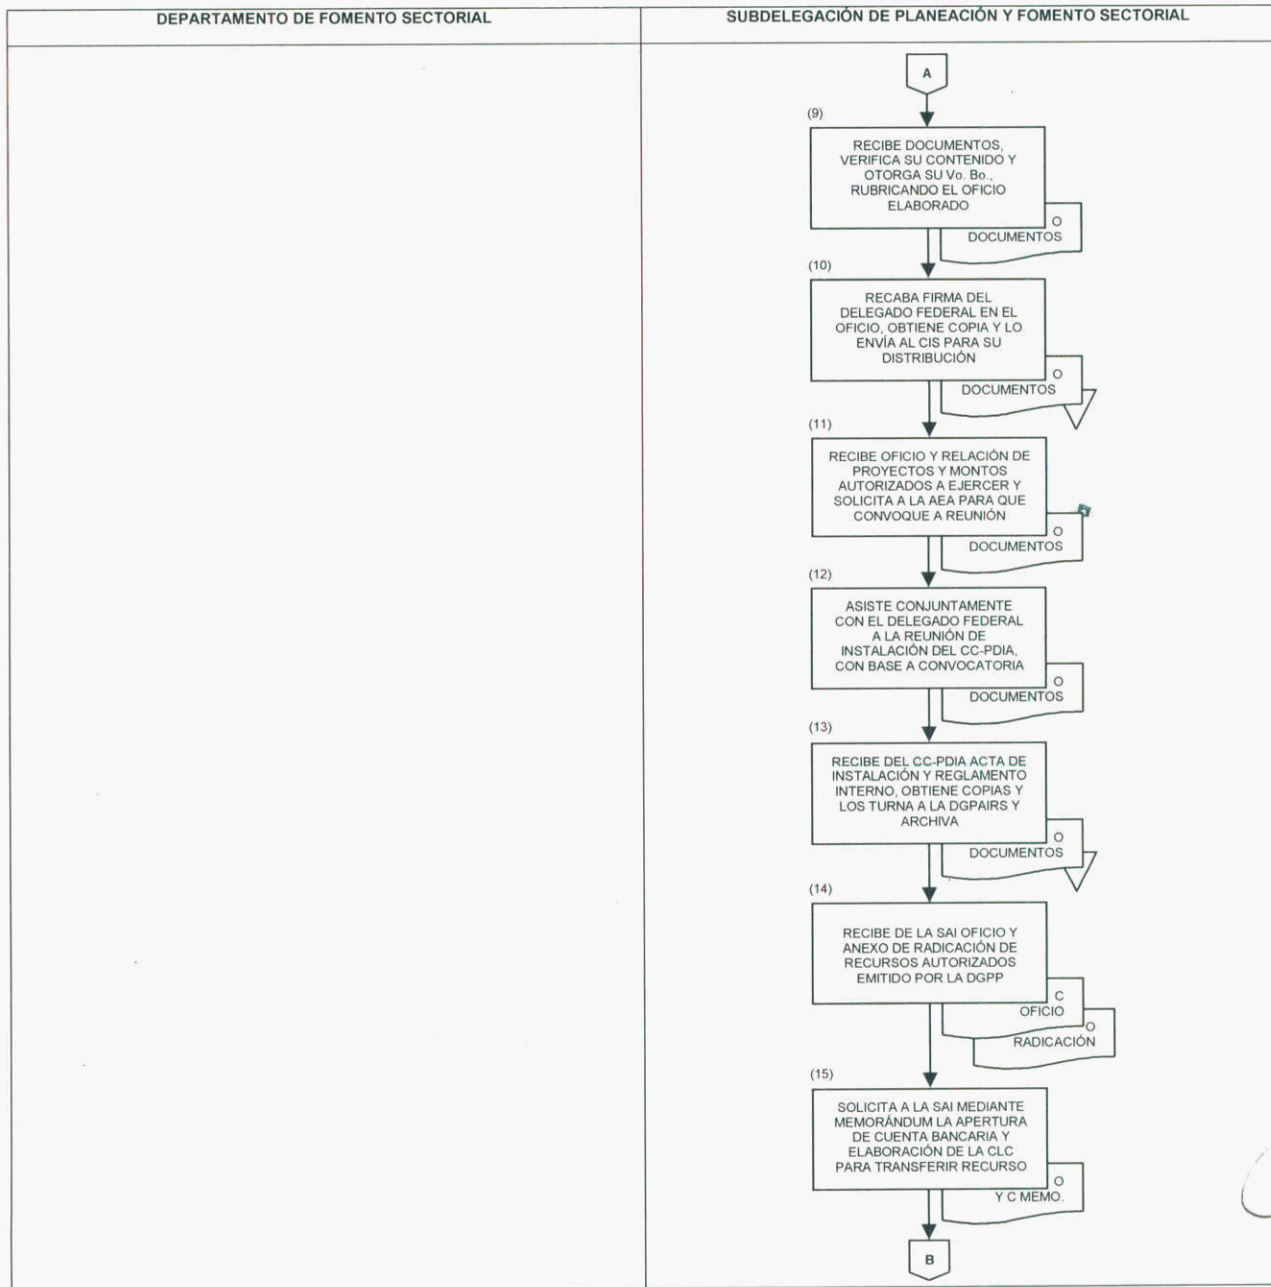 DEPARTAMENTO DE FOMENTO SECTORIAL
SUBDELEGACIÓN DE PLANEACIÓN Y FOMENTO SECTORIAL
A
(9)
RECIBE DOCUMENTOS,
VERIFICA SU CONTENIDO Y
OTORGA SU Vo. Bo.,
RUBRICANDO EL OFICIO
ELABORADO
O
DOCUMENTOS
(10)
RECABA FIRMA DEL
DELEGADO FEDERAL EN EL
OFICIO, OBTIENE COPIA Y LO
ENVÍA AL CIS PARA SU
DISTRIBUCIÓN
O
DOCUMENTOS
(11)
RECIBE OFICIO Y RELACIÓN DE
PROYECTOS Y MONTOS
AUTORIZADOS A EJERCER Y
SOLICITA A LA AEA PARA QUE
CONVOQUE A REUNIÓN
O
DOCUMENTOS
(12)
ASISTE CONJUNTAMENTE
CON EL DELEGADO FEDERAL
A LA REUNIÓN DE
INSTALACIÓN DEL CC-PDIA,
CON BASE A CONVOCATORIA
O
DOCUMENTOS
(13)
RECIBE DEL CC-PDIA ACTA DE
INSTALACIÓN Y REGLAMENTO
INTERNO, OBTIENE COPIAS Y
LOS TURNA A LA DGPAIRS Y
ARCHIVA
O
DOCUMENTOS
(14)
RECIBE DE LA SAI OFICIO Y
ANEXO DE RADICACIÓN DE
RECURSOS AUTORIZADOS
EMITIDO POR LA DGPP
C
OFICIO
O
RADICACIÓN
(15)
SOLICITA A LA SAI MEDIANTE
MEMORÁNDUM LA APERTURA
DE CUENTA BANCARIA Y
ELABORACIÓN DE LA CLC
PARA TRANSFERIR RECURSO
O
Y C MEMO.
B